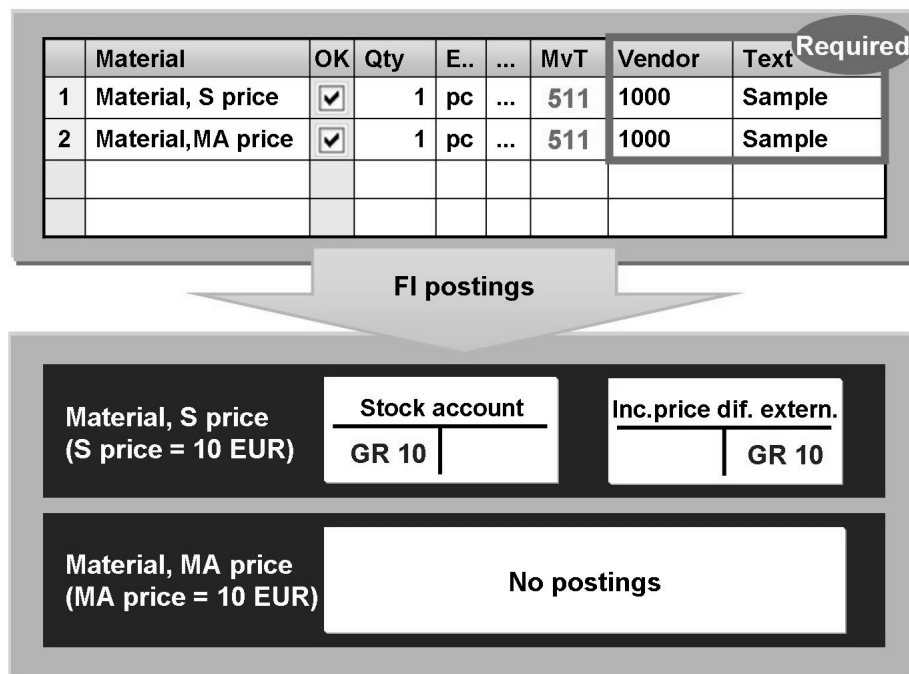 Required
Material OK Qty E.. ... MvT Vendor Text
1 Material, S price 1 pc ... 511 1000 Sample
2 Material,MA price 1 pc ... 511 1000 Sample
FI postings
Material, S price
(S price = 10 EUR)
Stock account
GR 10
Inc.price dif. extern.
GR 10
Material, MA price
(MA price = 10 EUR)
No postings